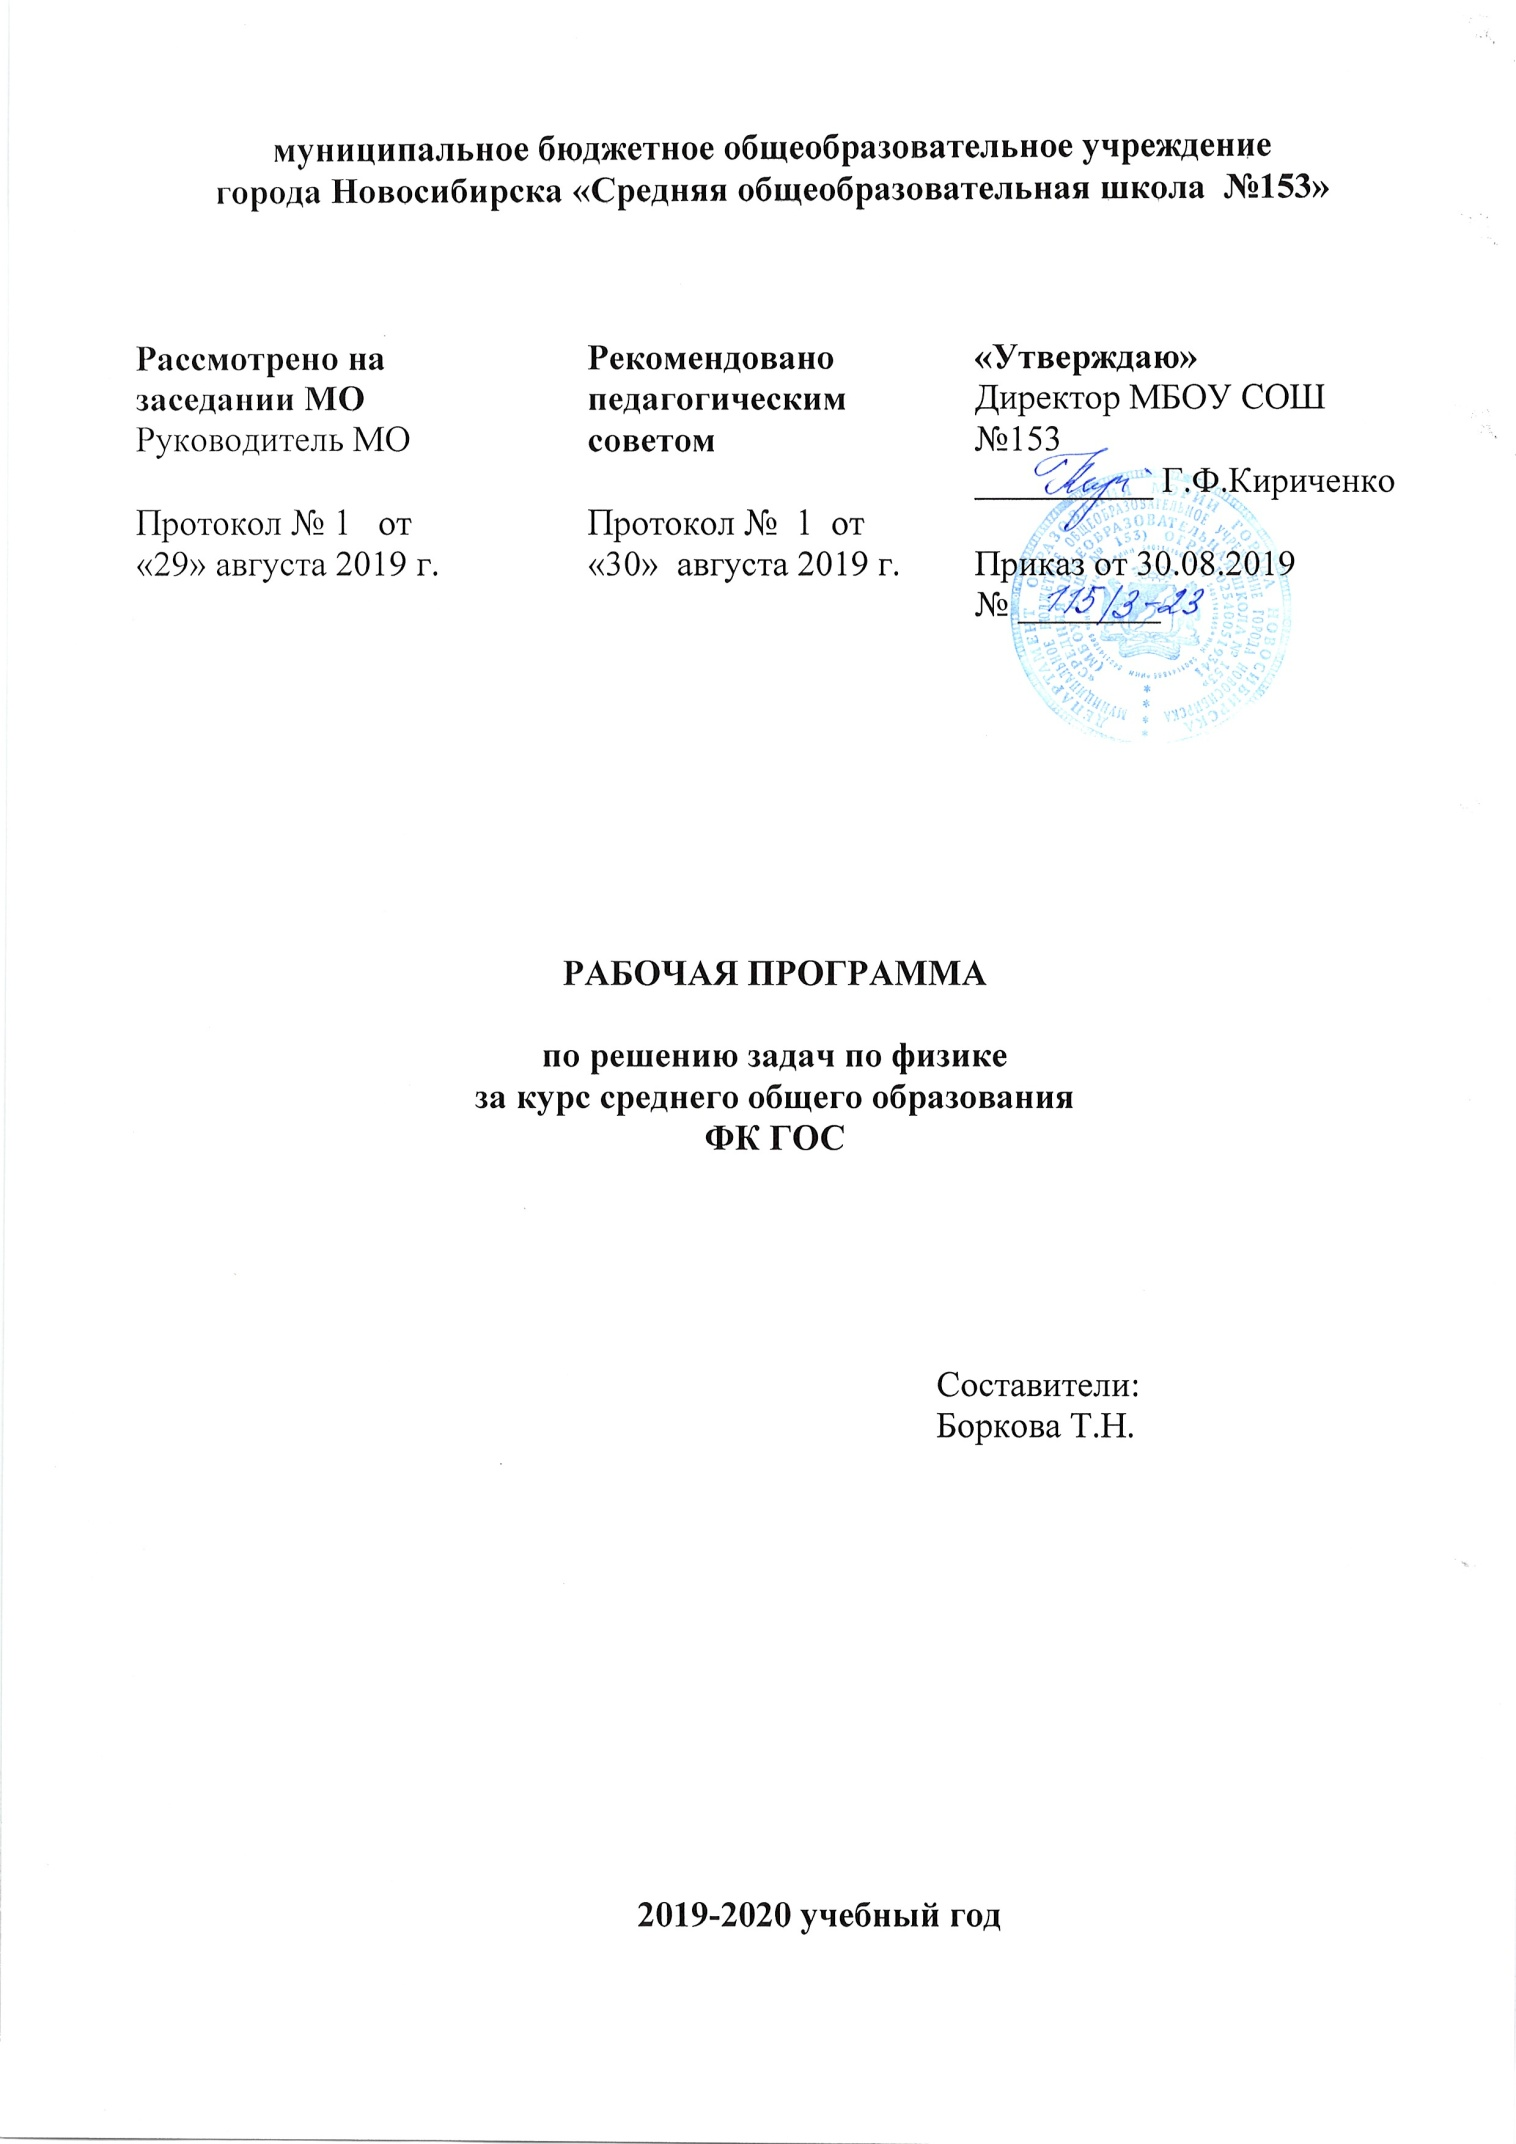 муниципальное бюджетное общеобразовательное учреждение
города Новосибирска «Средняя общеобразовательная школа №153»
Рассмотрено на
заседании МО
Руководитель МО
Протокол № 1 от
«29» августа 2019 г.
Рекомендовано
педагогическим
советом
Протокол № 1 от
«30» августа 2019 г.
«Утверждаю»
Директор МБОУ СОШ
№153
__________ Г.Ф.Кириченко
Приказ от 30.08.2019
№ 115/3-23
РАБОЧАЯ ПРОГРАММА
по решению задач по физике
за курс среднего общего образования
ФК ГОС
Составители:
Боркова Т.Н.
2019-2020 учебный год